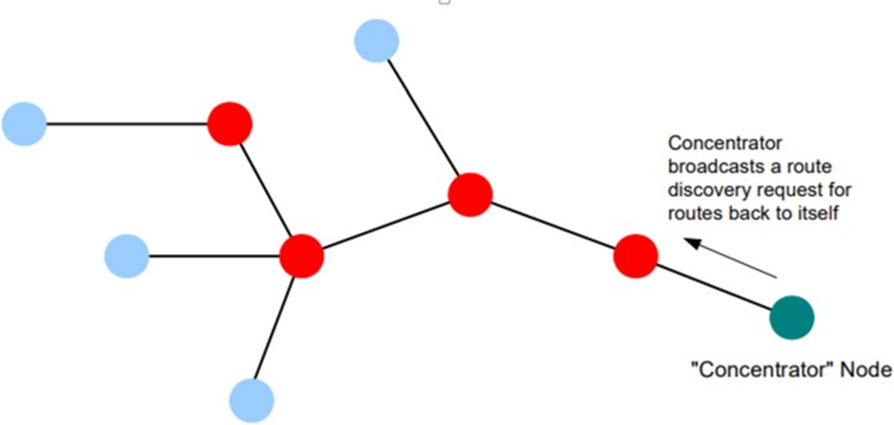 Concentrator
broadcasts a route
discovery request for
routes back to itself
"Concentrator" Node